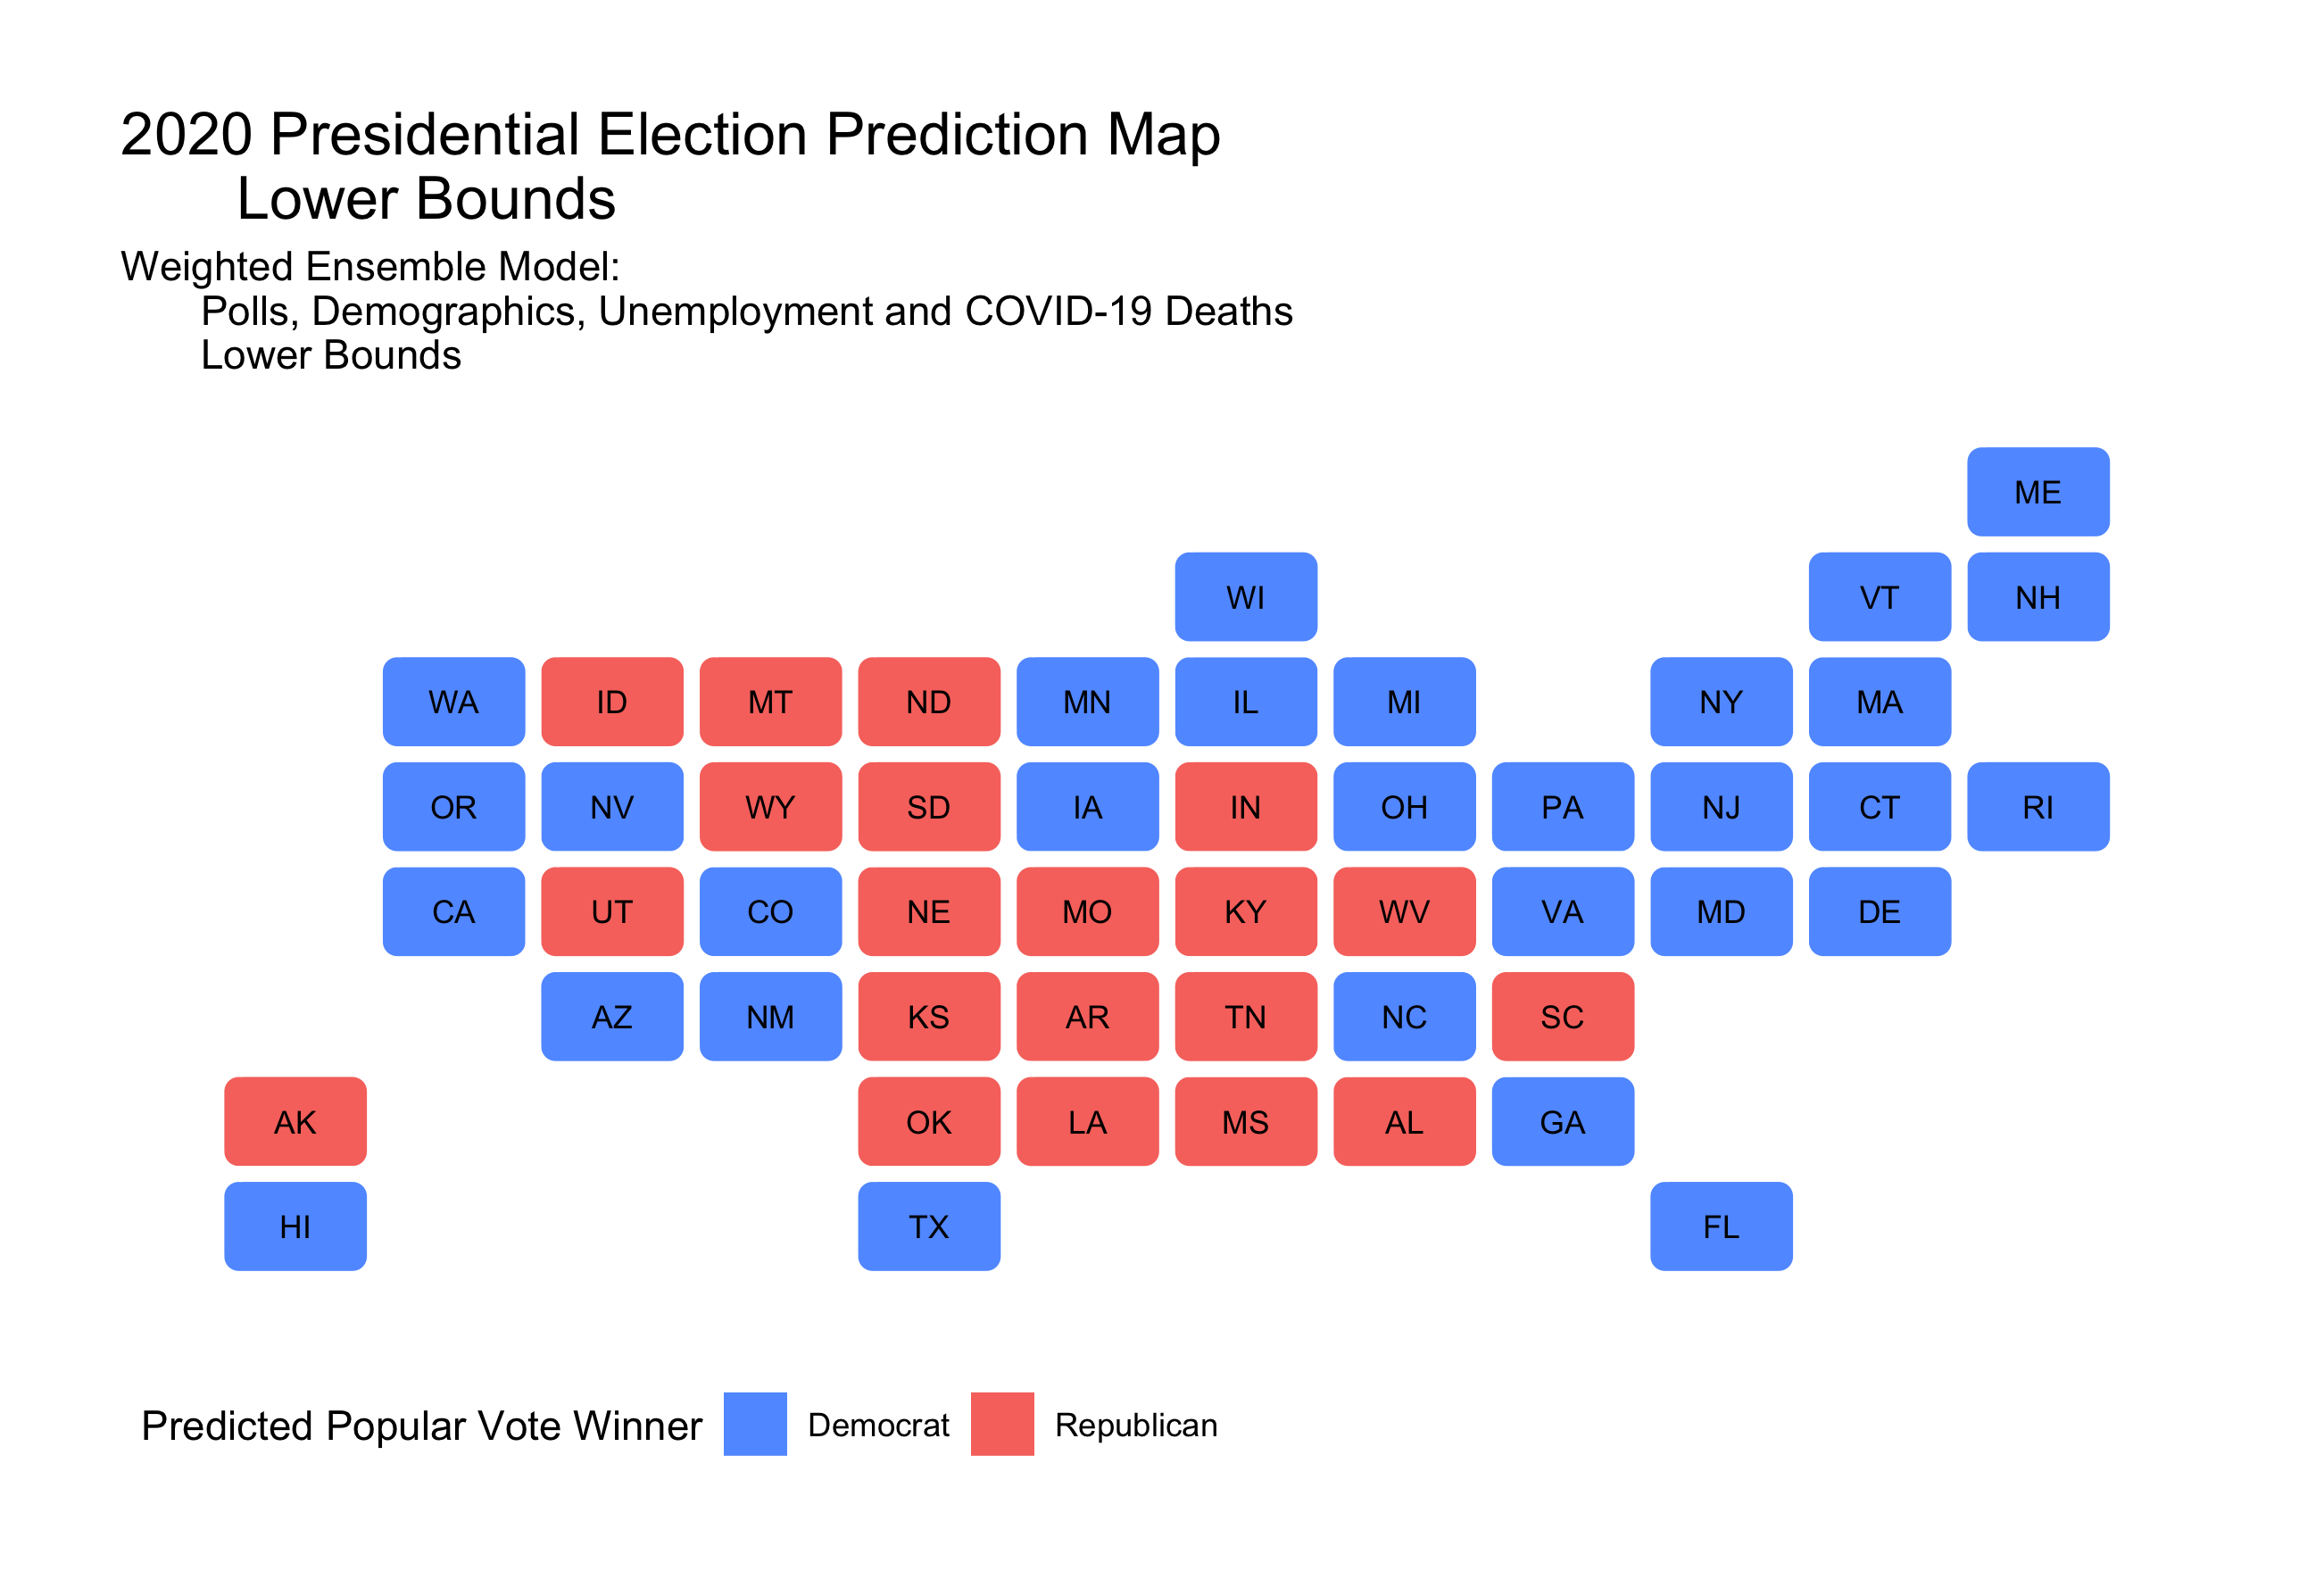 2020 Presidential Election Prediction Map
Lower Bounds
Weighted Ensemble Model:
Polls, Demographics, Unemployment and COVID-19 Deaths
Lower Bounds
ME
WI VT NH
WA ID MT ND MN IL MI NY MA
OR NV WY SD IA IN OH PA NJ CT RI
CA UT CO NE MO KY WV VA MD DE
AZ NM KS AR TN NC SC
AK OK LA MS AL GA
HI TX FL
Predicted Popular Vote Winner Democrat Republican